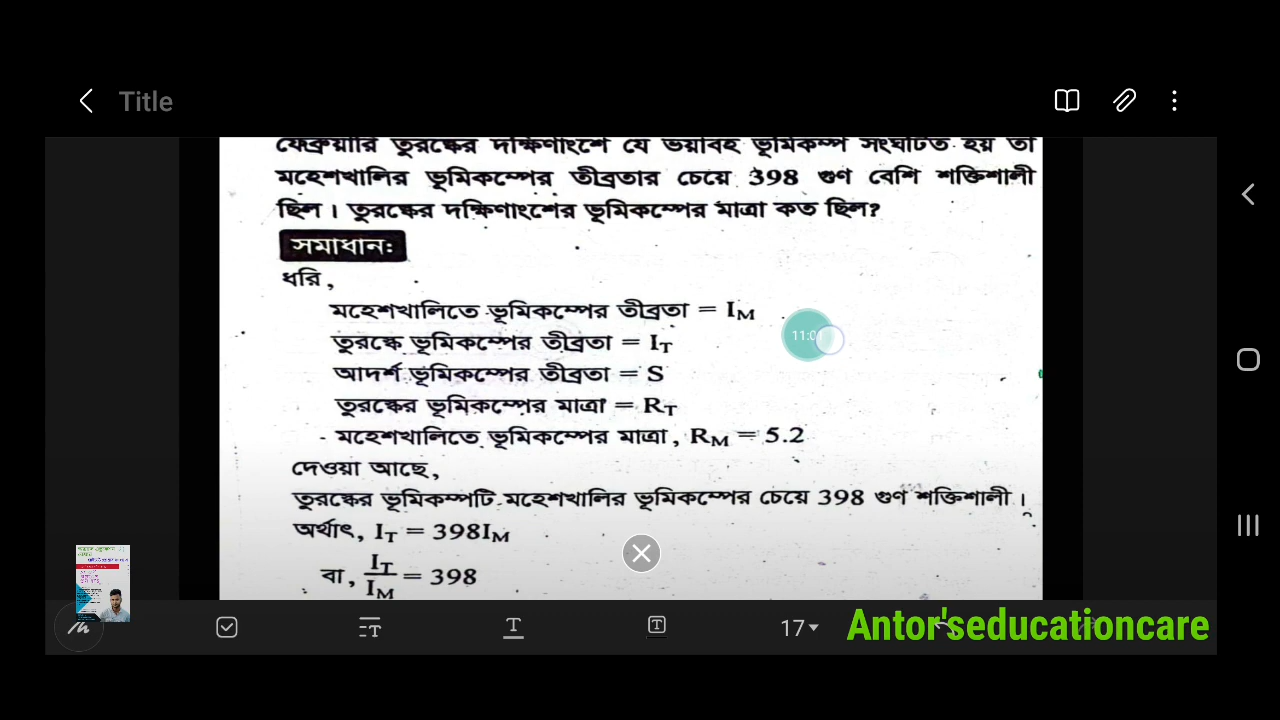 Title
ফেব্রুয়ারি তুরস্কের দক্ষিণাংশে যে ভয়াবহ ভূমিকম্প সংঘটিত হয় তা
মহেশখালির ভূমিকম্পের তীব্রতার চেয়ে 398 গুণ বেশি শক্তিশালী
ছিল। তুরস্কের দক্ষিণাংশের ভূমিকম্পের মাত্রা কত ছিল?
সমাধান:
ধরি,
মহেশখালিতে ভূমিকম্পের তীব্রতা = I_M
তুরস্কে ভূমিকম্পের তীব্রতা = I_T
আদর্শ ভূমিকম্পের তীব্রতা = S
তুরস্কের ভূমিকম্পের মাত্রা = R_T
মহেশখালিতে ভূমিকম্পের মাত্রা, R_M = 5.2
দেওয়া আছে,
তুরস্কের ভূমিকম্পটি মহেশখালির ভূমিকম্পের চেয়ে 398 গুণ শক্তিশালী।
অর্থাৎ, I_T = 398I_M
বা, I_T/I_M = 398
17
Antor'seducationcare